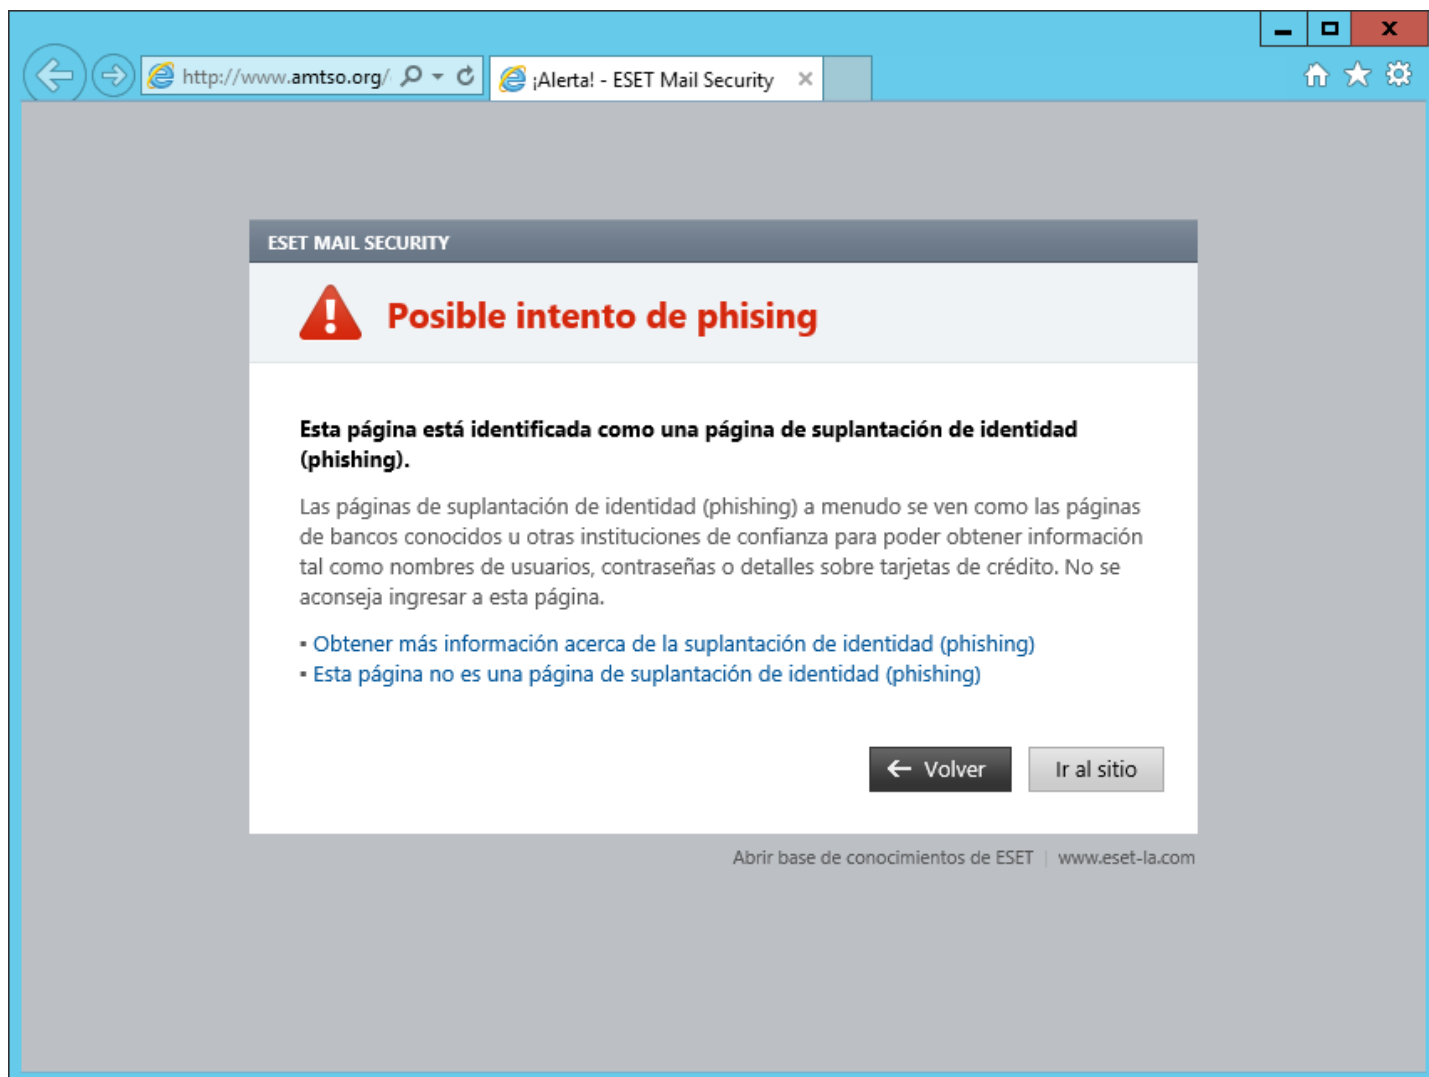 http://www.amtso.org/
¡Alerta! - ESET Mail Security
ESET MAIL SECURITY
Posible intento de phising
Esta página está identificada como una página de suplantación de identidad
(phishing).
Las páginas de suplantación de identidad (phishing) a menudo se ven como las páginas
de bancos conocidos u otras instituciones de confianza para poder obtener información
tal como nombres de usuarios, contraseñas o detalles sobre tarjetas de crédito. No se
aconseja ingresar a esta página.
▪ Obtener más información acerca de la suplantación de identidad (phishing)
▪ Esta página no es una página de suplantación de identidad (phishing)
Volver
Ir al sitio
Abrir base de conocimientos de ESET | www.eset-la.com